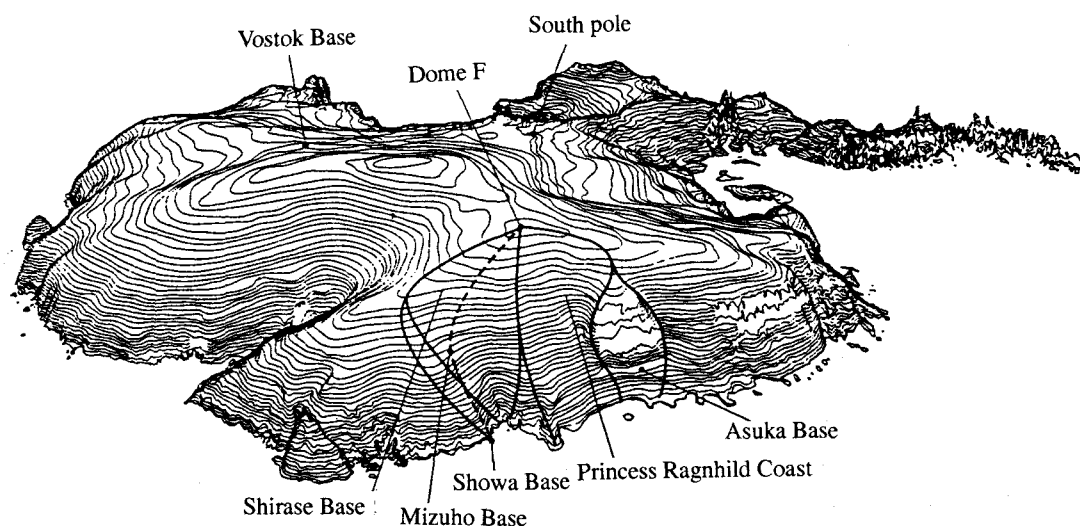 South pole
Vostok Base
Dome F
Asuka Base
Princess Ragnhild Coast
Showa Base
Shirase Base
Mizuho Base